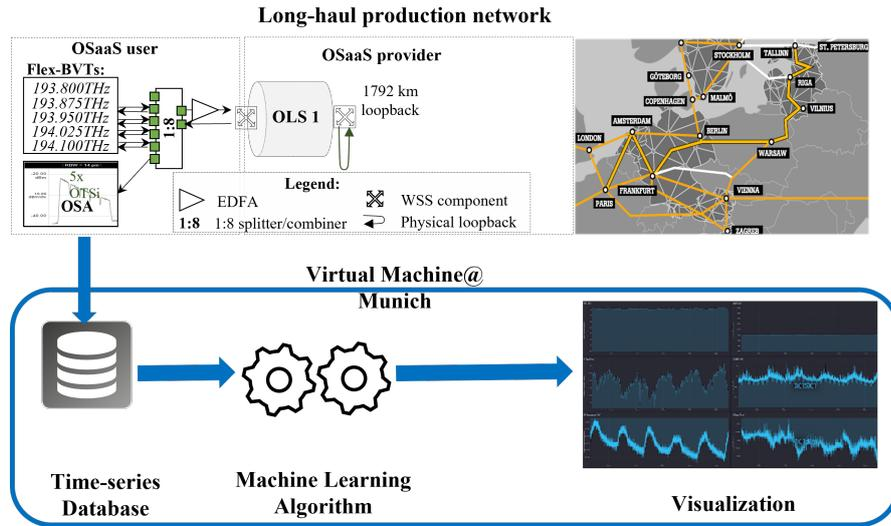 Long-haul production network
OSaaS user
Flex-BVTs:
193.800THz
193.875THz
193.950THz
194.025THz
194.100THz
1:8
5x
OTSi
OSA
OSaaS provider
OLS 1
1792 km
loopback
Legend:
EDFA
WSS component
1:8 1:8 splitter/combiner
Physical loopback
STOCKHOLM
TALLINN
ST. PETERSBURG
GÖTEBORG
RIGA
COPENHAGEN
MALMÖ
VILNIUS
AMSTERDAM
BERLIN
LONDON
WARSAW
FRANKFURT
VIENNA
PARIS
ZAGREB
Virtual Machine@
Munich
Time-series
Database
Machine Learning
Algorithm
Visualization